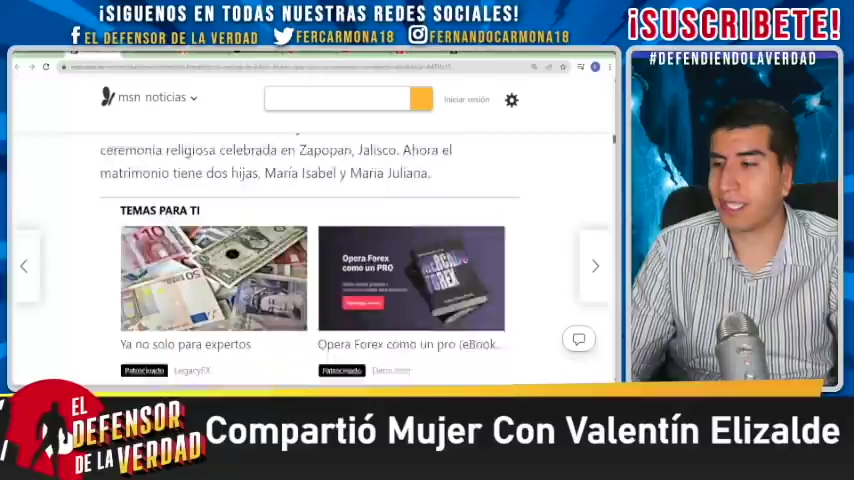 ¡SIGUENOS EN TODAS NUESTRAS REDES SOCIALES!
EL DEFENSOR DE LA VERDAD
FERCARMONA18
FERNANDOCARMONA18
¡SUSCRIBETE!
#DEFENDIENDOLAVERDAD
msn noticias
Iniciar sesión
ceremonia religiosa celebrada en Zapopan, Jalisco. Ahora el
matrimonio tiene dos hijas, María Isabel y Maria Juliana.
TEMAS PARA TI
Opera Forex
como un PRO
MERCADO
FOREX
Ya no solo para expertos
Opera Forex como un pro (eBook...
Patrocinado
LegacyFX
Patrocinado
EL
DEFENSOR
DE LA VERDAD
Compartió Mujer Con Valentín Elizalde